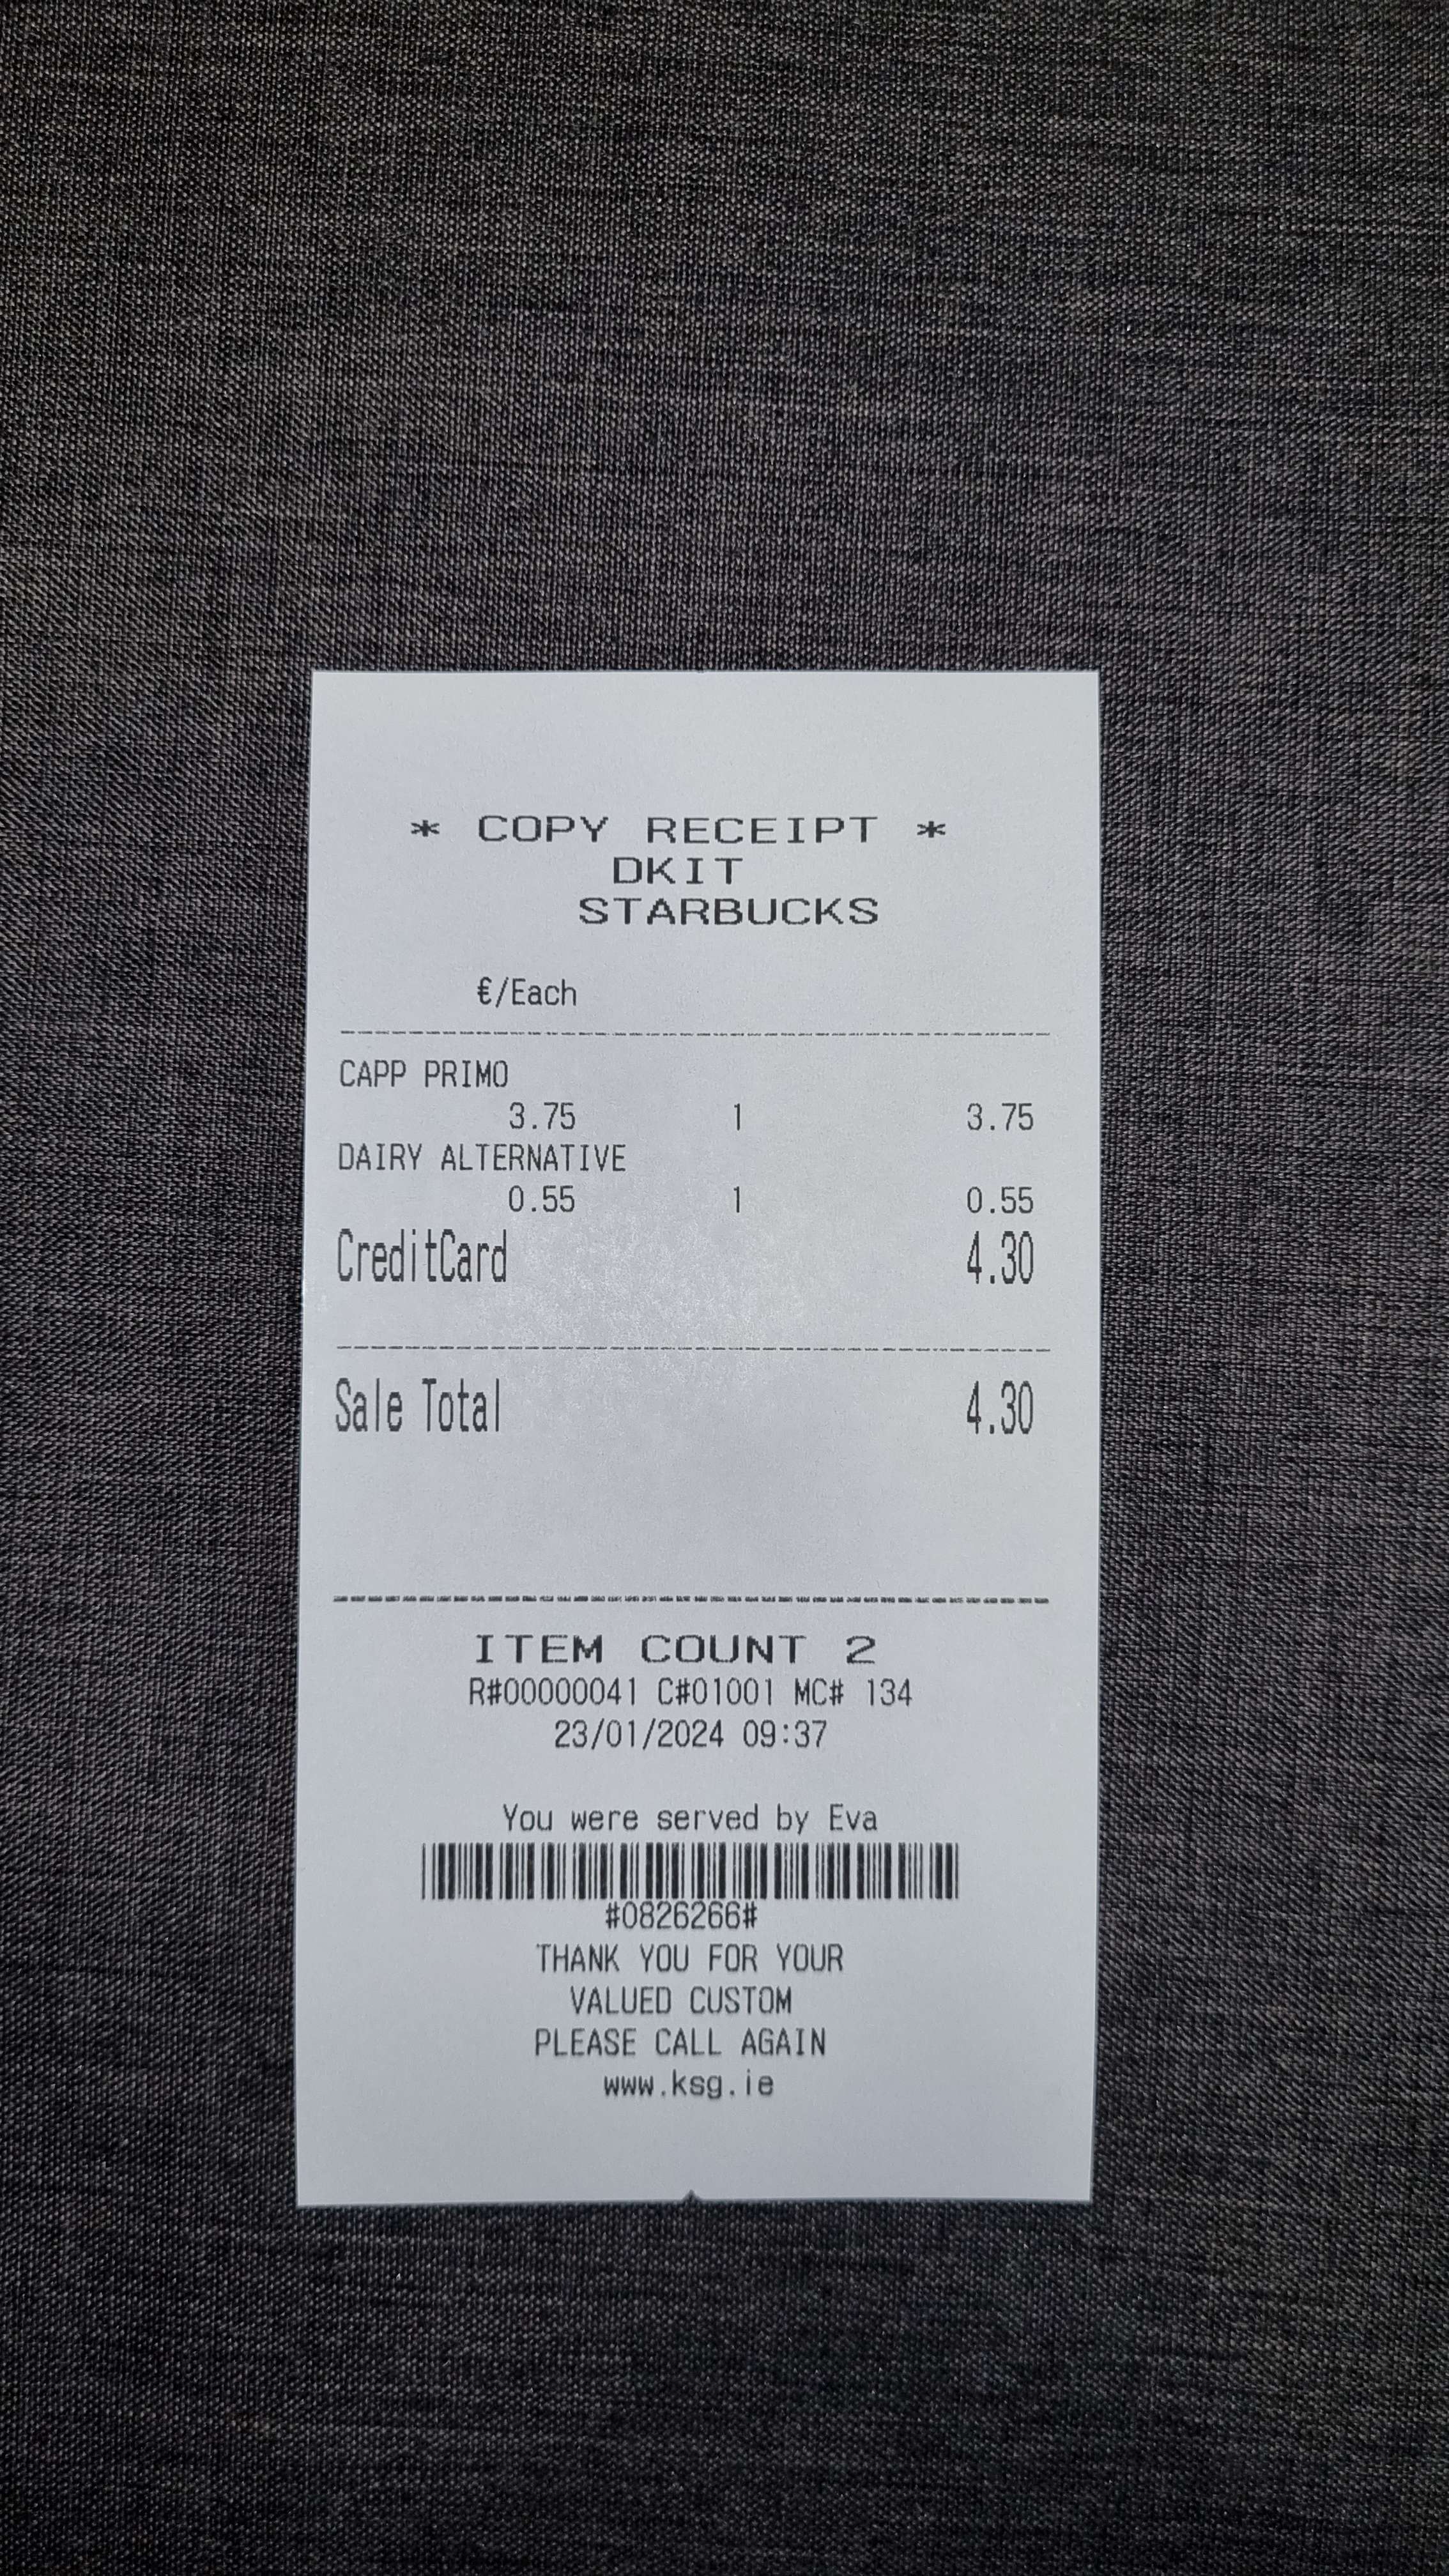 * COPY RECEIPT *
DKIT
STARBUCKS
€/Each
CAPP PRIMO
3.75 1 3.75
DAIRY ALTERNATIVE
0.55 1 0.55
CreditCard 4.30
Sale Total 4.30
ITEM COUNT 2
R#00000041 C#01001 MC# 134
23/01/2024 09:37
You were served by Eva
#0826266#
THANK YOU FOR YOUR
VALUED CUSTOM
PLEASE CALL AGAIN
www.ksg.ie